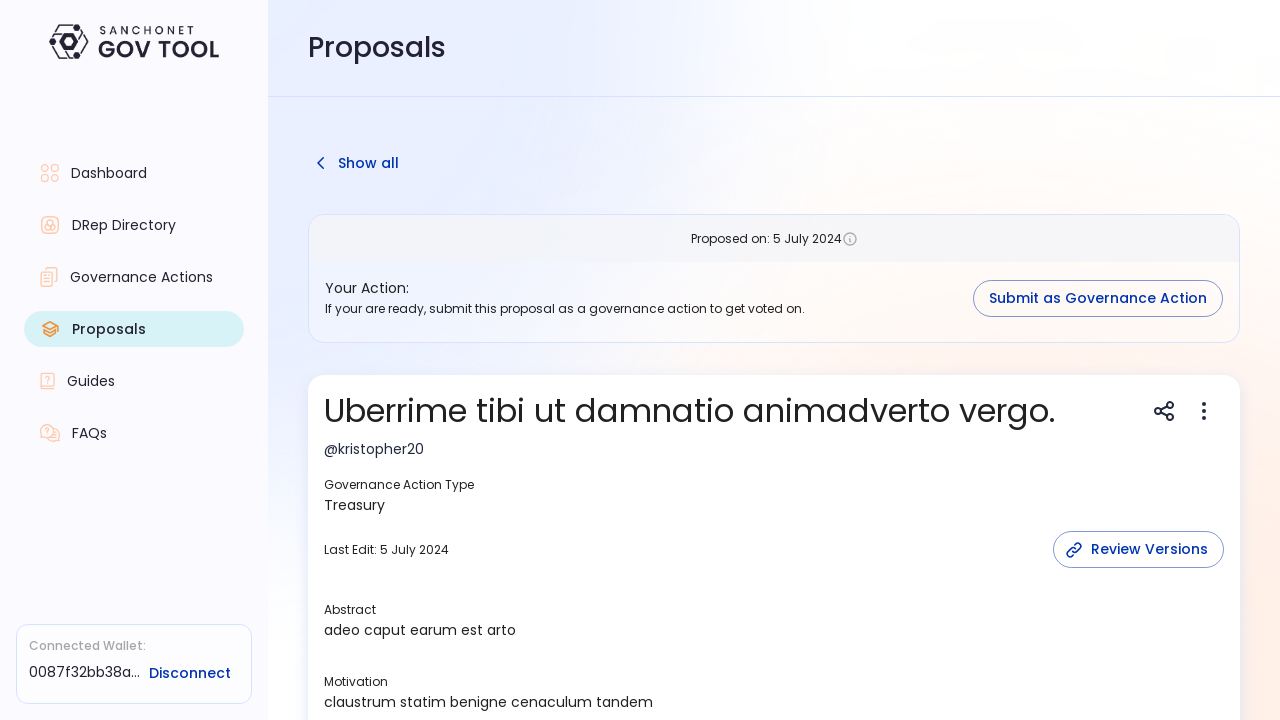 SANCHONET
GOV TOOL
Dashboard
DRep Directory
Governance Actions
Proposals
Guides
FAQs
Connected Wallet:
0087f32bb38a...
Disconnect
Proposals
Show all
Proposed on: 5 July 2024
Your Action:
If your are ready, submit this proposal as a governance action to get voted on.
Submit as Governance Action
Uberrime tibi ut damnatio animadverto vergo.
@kristopher20
Governance Action Type
Treasury
Last Edit: 5 July 2024
Review Versions
Abstract
adeo caput earum est arto
Motivation
claustrum statim benigne cenaculum tandem